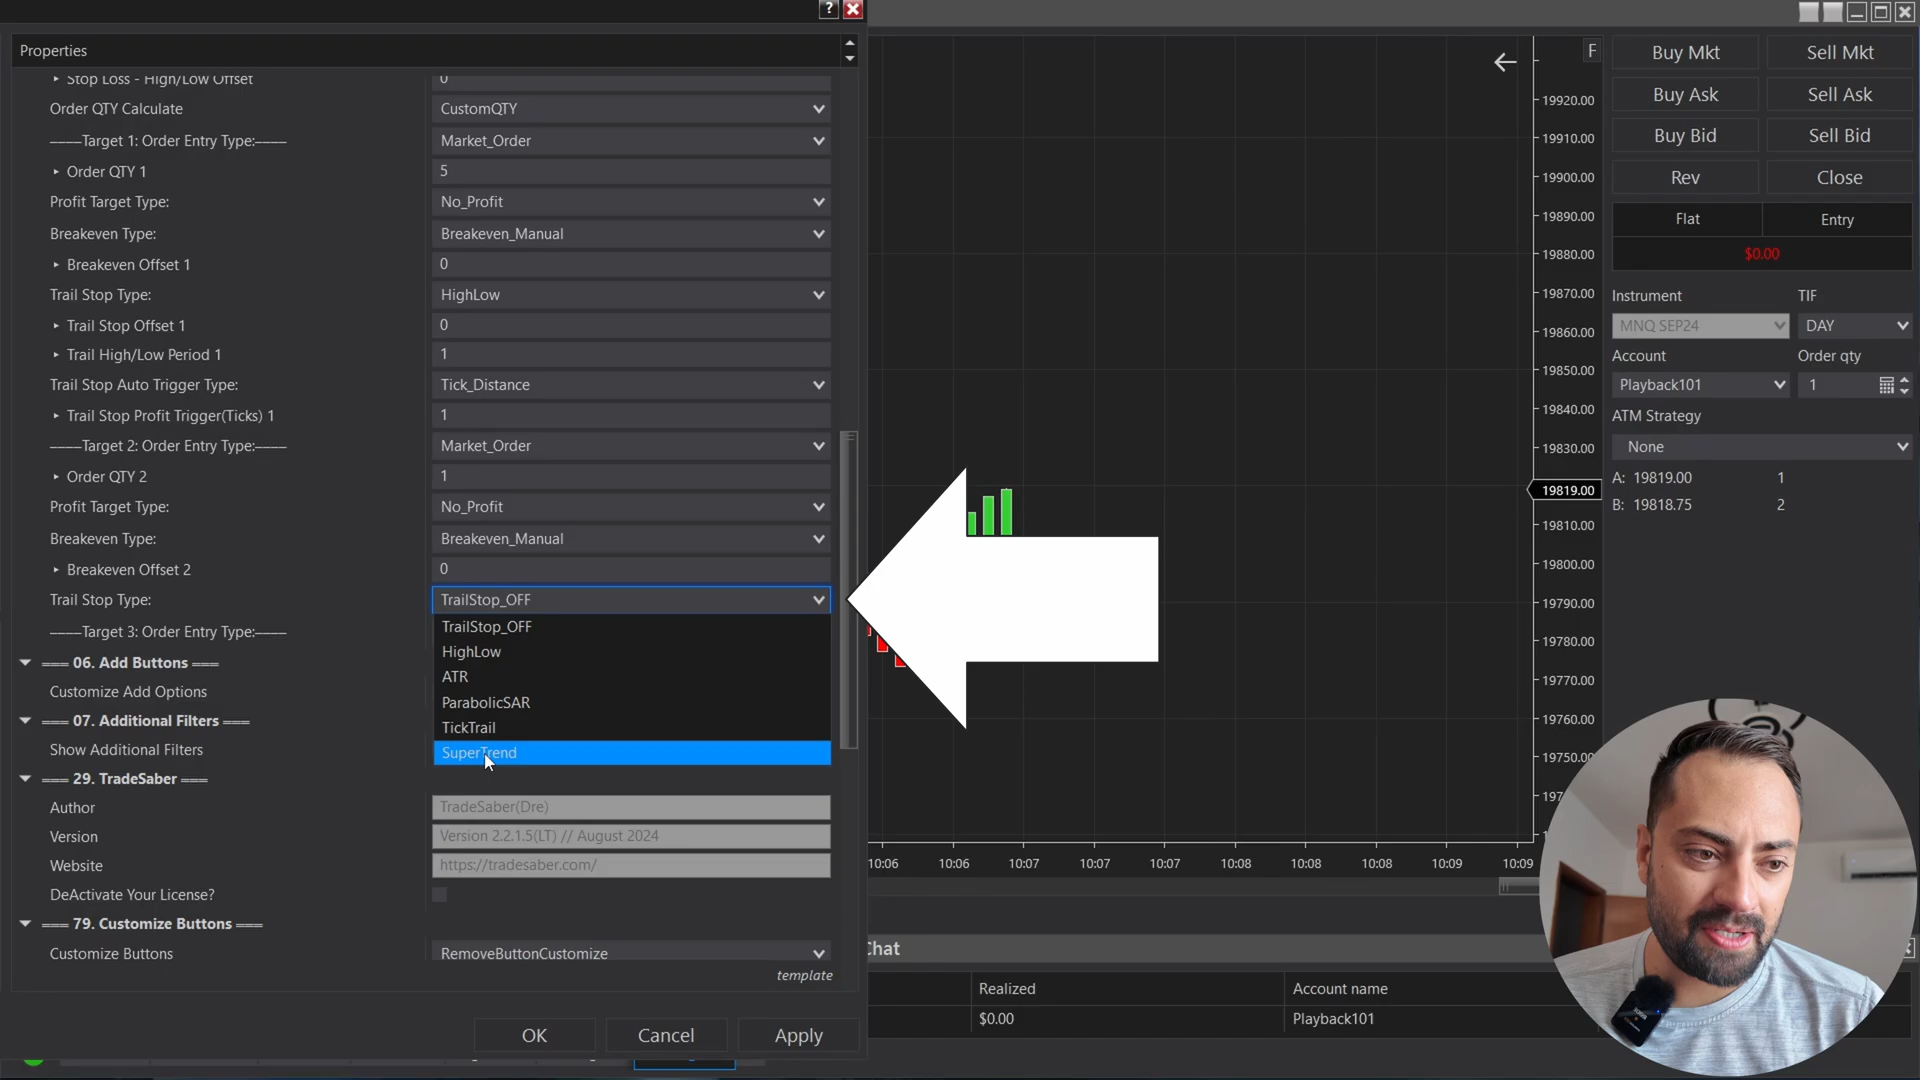 ?
Properties
Stop Loss - High/Low Offset 0
Order QTY Calculate CustomQTY
----Target 1: Order Entry Type:---- Market_Order
Order QTY 1 5
Profit Target Type: No_Profit
Breakeven Type: Breakeven_Manual
Breakeven Offset 1 0
Trail Stop Type: HighLow
Trail Stop Offset 1 0
Trail High/Low Period 1 1
Trail Stop Auto Trigger Type: Tick_Distance
Trail Stop Profit Trigger(Ticks) 1 1
----Target 2: Order Entry Type:---- Market_Order
Order QTY 2 1
Profit Target Type: No_Profit
Breakeven Type: Breakeven_Manual
Breakeven Offset 2 0
Trail Stop Type: TrailStop_OFF
TrailStop_OFF
----Target 3: Order Entry Type:----
HighLow
=== 06. Add Buttons ===
ATR
Customize Add Options
ParabolicSAR
=== 07. Additional Filters ===
TickTrail
Show Additional Filters
SuperTrend
=== 29. TradeSaber ===
Author TradeSaber(Dre)
Version Version 2.2.1.5(LT) // August 2024
Website https://tradesaber.com/
DeActivate Your License?
=== 79. Customize Buttons ===
Customize Buttons RemoveButtonCustomize
template
OK Cancel Apply
F
19920.00
19910.00
19900.00
19890.00
19880.00
19870.00
19860.00
19850.00
19840.00
19830.00
19819.00
19810.00
19800.00
19790.00
19780.00
19770.00
19760.00
19750.00
10:06 10:06 10:07 10:07 10:07 10:08 10:08 10:08 10:09 10:09
Buy Mkt Sell Mkt
Buy Ask Sell Ask
Buy Bid Sell Bid
Rev Close
Flat Entry
$0.00
Instrument TIF
MNQ SEP24 DAY
Account Order qty
Playback101 1
ATM Strategy
None
A: 19819.00 1
B: 19818.75 2
Chat
Realized Account name
$0.00 Playback101